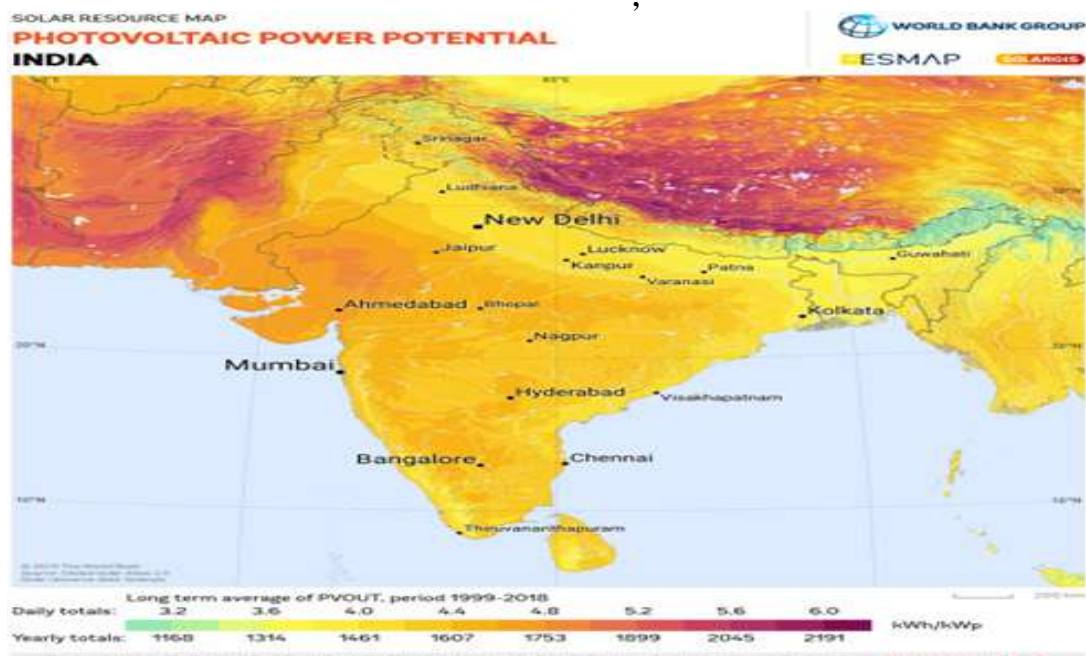 ,
SOLAR RESOURCE MAP
PHOTOVOLTAIC POWER POTENTIAL
INDIA
WORLD BANK GROUP
ESMAP SOLARGIS
Srinagar
Ludhiana
New Delhi
Jaipur
Lucknow
Kanpur
Guwahati
Patna
Varanasi
Ahmedabad
Bhopal
Kolkata
Nagpur
20°N
Mumbai
Hyderabad
Visakhapatnam
Bangalore
Chennai
10°N
Thiruvananthapuram
Long term average of PVOUT, period 1999-2018
Daily totals: 3.2 3.6 4.0 4.4 4.8 5.2 5.6 6.0
kWh/kWp
Yearly totals: 1168 1314 1461 1607 1753 1899 2045 2191